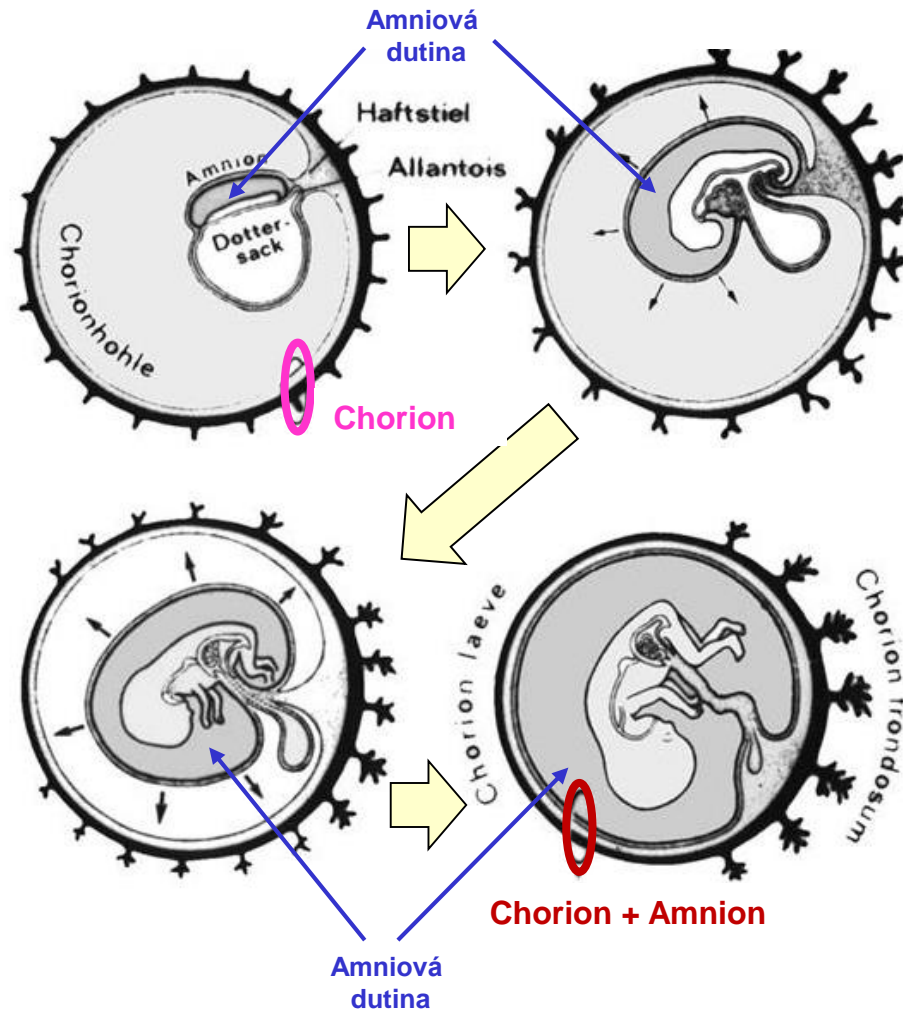 Amniová
dutina
Haftstiel
Amnion
Allantois
Dotter-
sack
Chorionhohle
Chorion
Chorion laeve
Chorion frondosum
Chorion + Amnion
Amniová
dutina